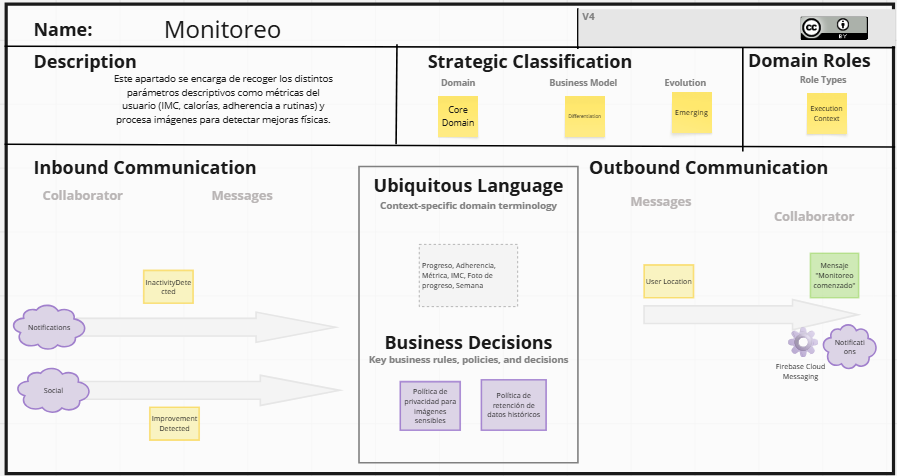 Name:
Monitoreo
V4
cc
BY
Description
Este apartado se encarga de recoger los distintos
parámetros descriptivos como métricas del
usuario (IMC, calorías, adherencia a rutinas) y
procesa imágenes para detectar mejoras físicas.
Strategic Classification
Domain
Business Model
Evolution
Core
Domain
Differentiation
Emerging
Domain Roles
Role Types
Execution
Context
Inbound Communication
Collaborator
Messages
InactivityDete
cted
Notifications
Social
Improvement
Detected
Ubiquitous Language
Context-specific domain terminology
Progreso, Adherencia,
Métrica, IMC, Foto de
progreso, Semana
Business Decisions
Key business rules, policies, and decisions
Política de
privacidad para
imágenes
sensibles
Política de
retención de
datos históricos
Outbound Communication
Messages
Collaborator
User Location
Mensaje
"Monitoreo
comenzado"
Firebase Cloud
Messaging
Notificati
ons